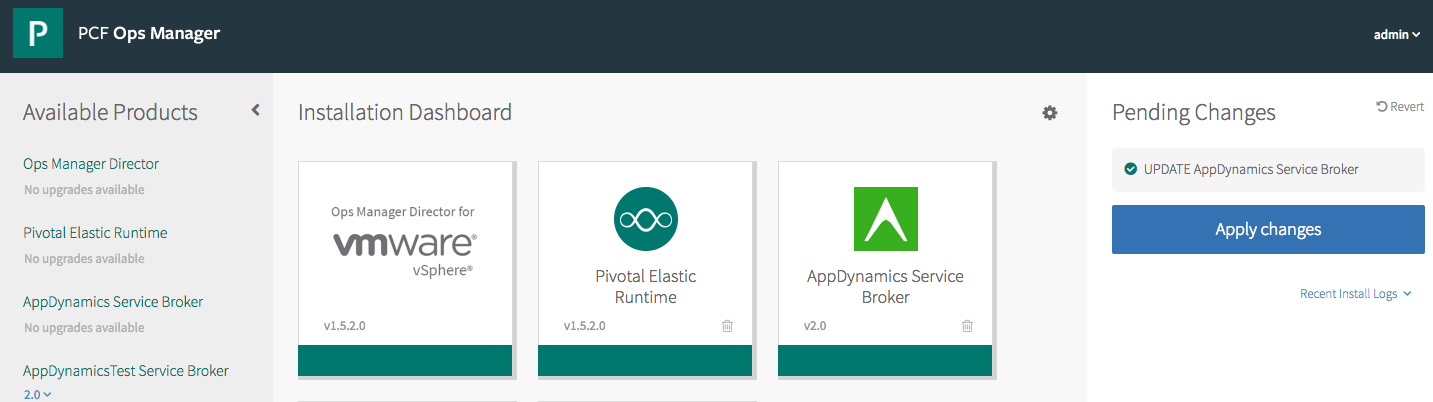 P
PCF Ops Manager
admin
Available Products
Ops Manager Director
No upgrades available
Pivotal Elastic Runtime
No upgrades available
AppDynamics Service Broker
No upgrades available
AppDynamicsTest Service Broker
2.0
Installation Dashboard
Ops Manager Director for
vmware®
vSphere®
v1.5.2.0
Pivotal Elastic
Runtime
v1.5.2.0
AppDynamics Service
Broker
v2.0
Pending Changes
Revert
UPDATE AppDynamics Service Broker
Apply changes
Recent Install Logs